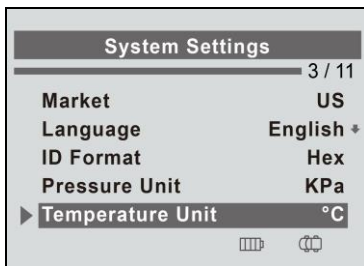 System Settings
3 / 11
Market US
Language English
ID Format Hex
Pressure Unit KPa
Temperature Unit °C